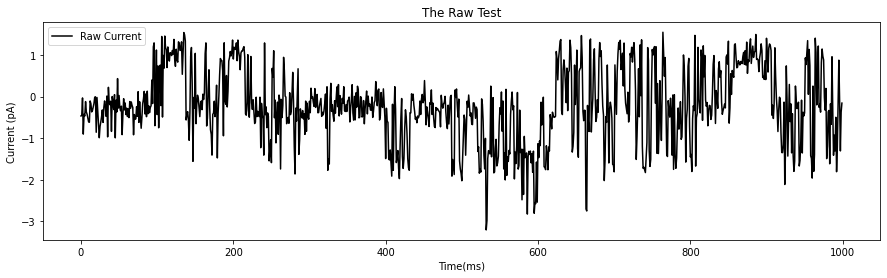 The Raw Test
Raw Current
Current (pA)
1
0
−1
−2
−3
0
200
400
600
800
1000
Time(ms)